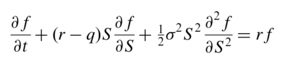 ∂f/∂t + (r − q)S ∂f/∂S + ½σ²S² ∂²f/∂S² = rf